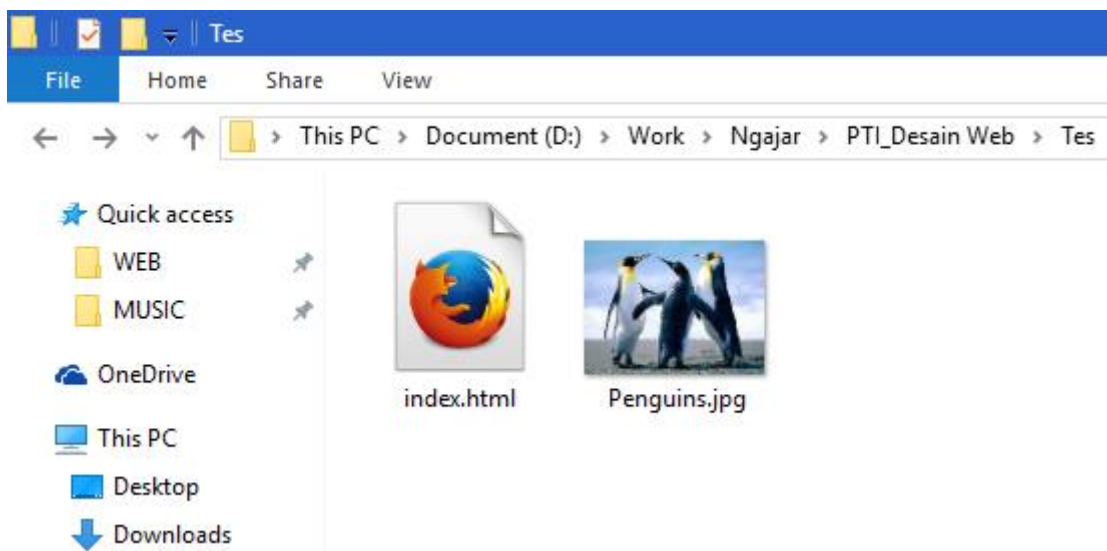 Tes
File Home Share View
This PC > Document (D:) > Work > Ngajar > PTI_Desain Web > Tes
Quick access
WEB
MUSIC
OneDrive
This PC
Desktop
Downloads
index.html Penguins.jpg